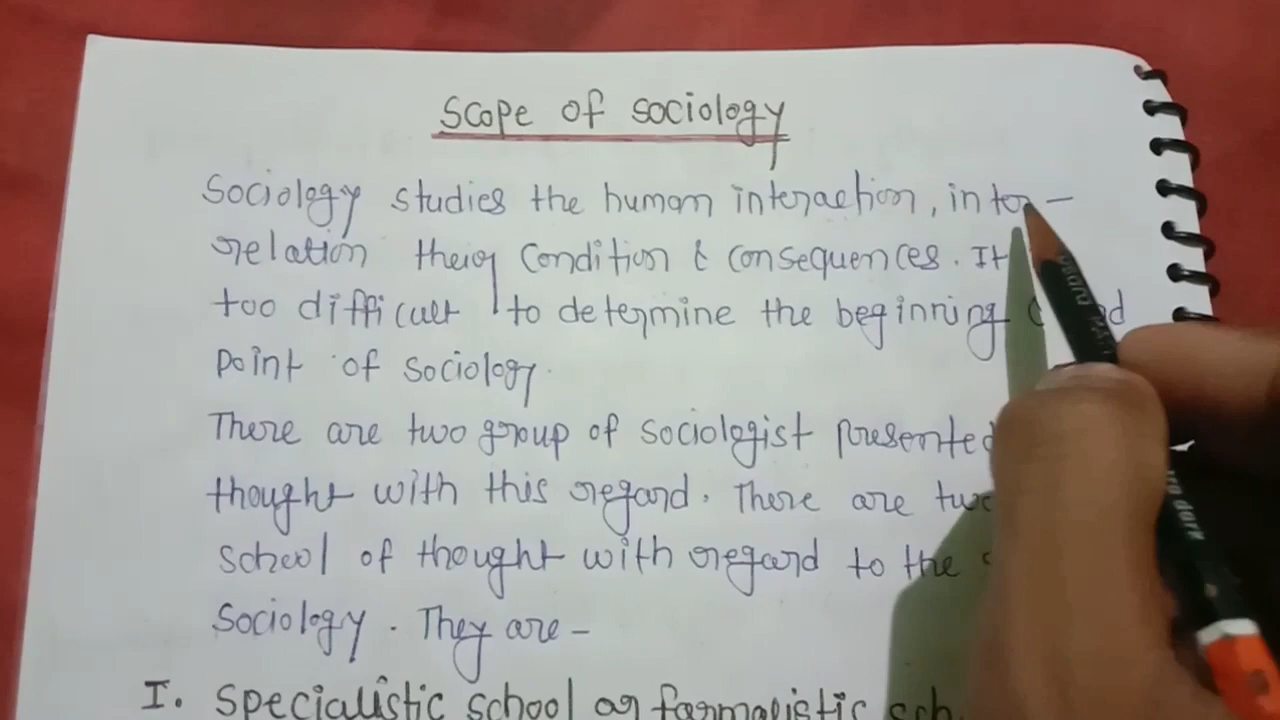 Scope of Sociology
Sociology studies the human interaction, inter-
relation their condition & consequences. It
too difficult to determine the beginning
point of sociology.
There are two group of sociologist presented
thought with this regard. There are two
school of thought with regard to the
Sociology. They are -
I. Specialistic school or farmalistic sch